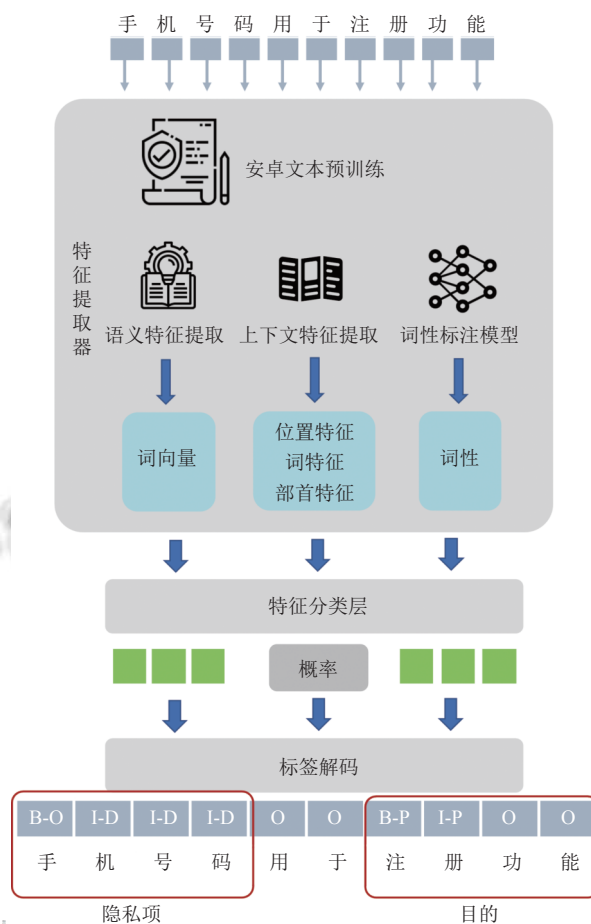 手 机 号 码 用 于 注 册 功 能
安卓文本预训练
特征提取器
语义特征提取 上下文特征提取 词性标注模型
词向量
位置特征
词特征
部首特征
词性
特征分类层
概率
标签解码
B-O I-D I-D I-D O O B-P I-P O O
手 机 号 码 用 于 注 册 功 能
隐私项 目的